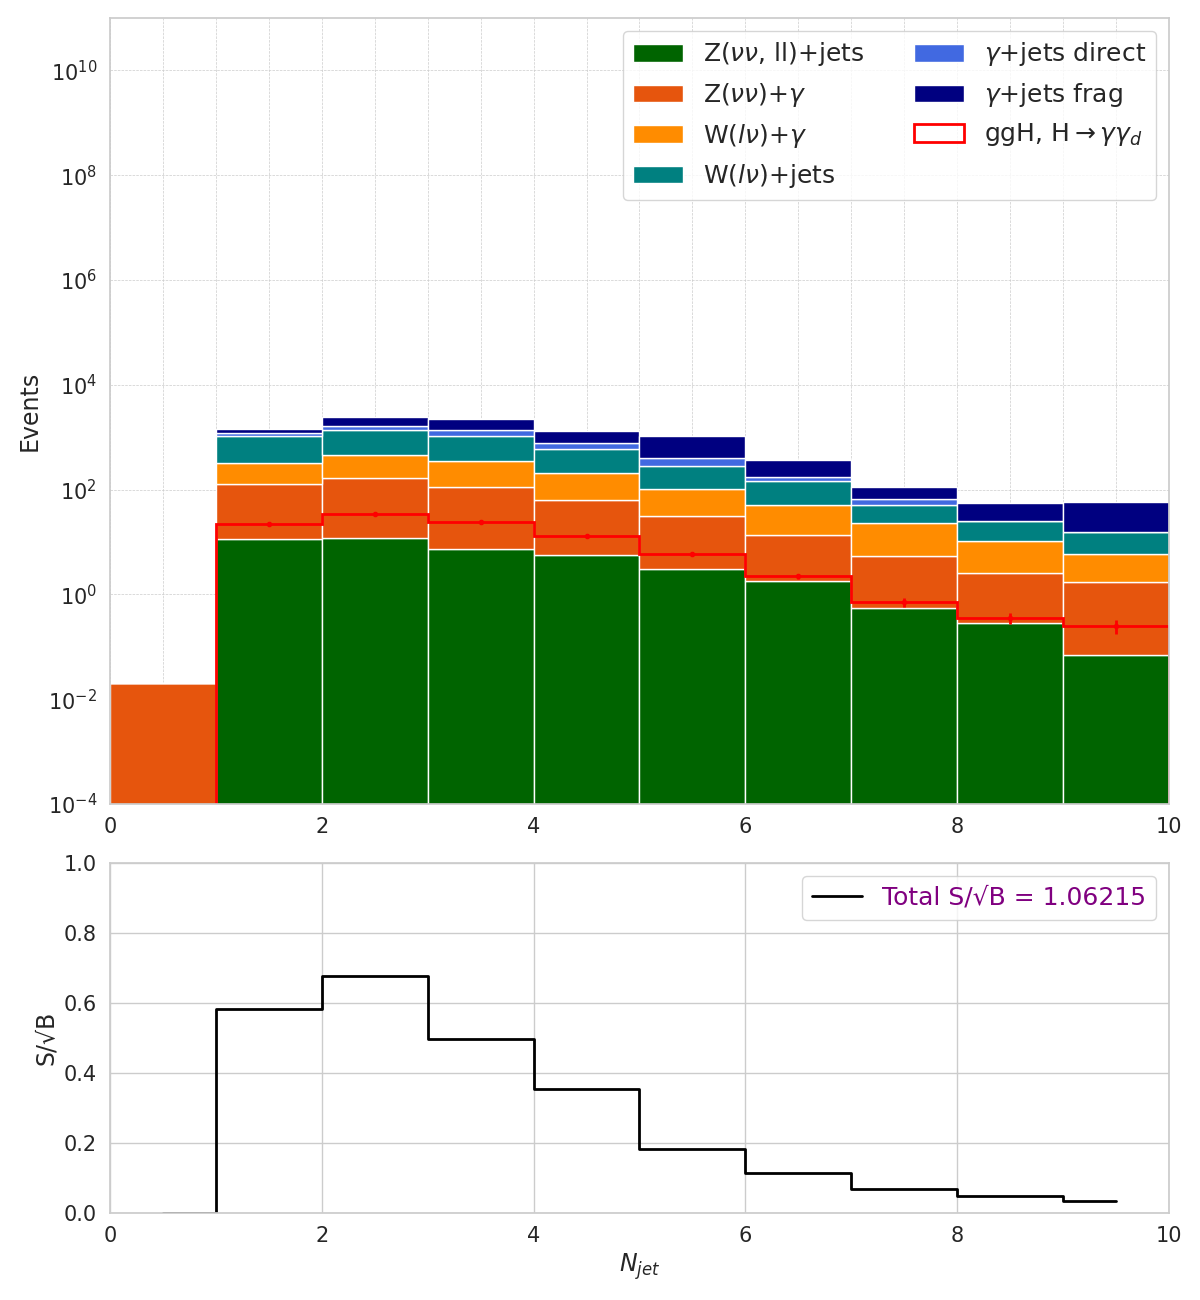 Z(νν, ll)+jets
Z(νν)+γ
W(lν)+γ
W(lν)+jets
γ+jets direct
γ+jets frag
ggH, H→γγ_d
Events
10^10
10^8
10^6
10^4
10^2
10^0
10^−2
10^−4
0 2 4 6 8 10
Total S/√B = 1.06215
S/√B
1.0
0.8
0.6
0.4
0.2
0.0
0 2 4 6 8 10
N_jet